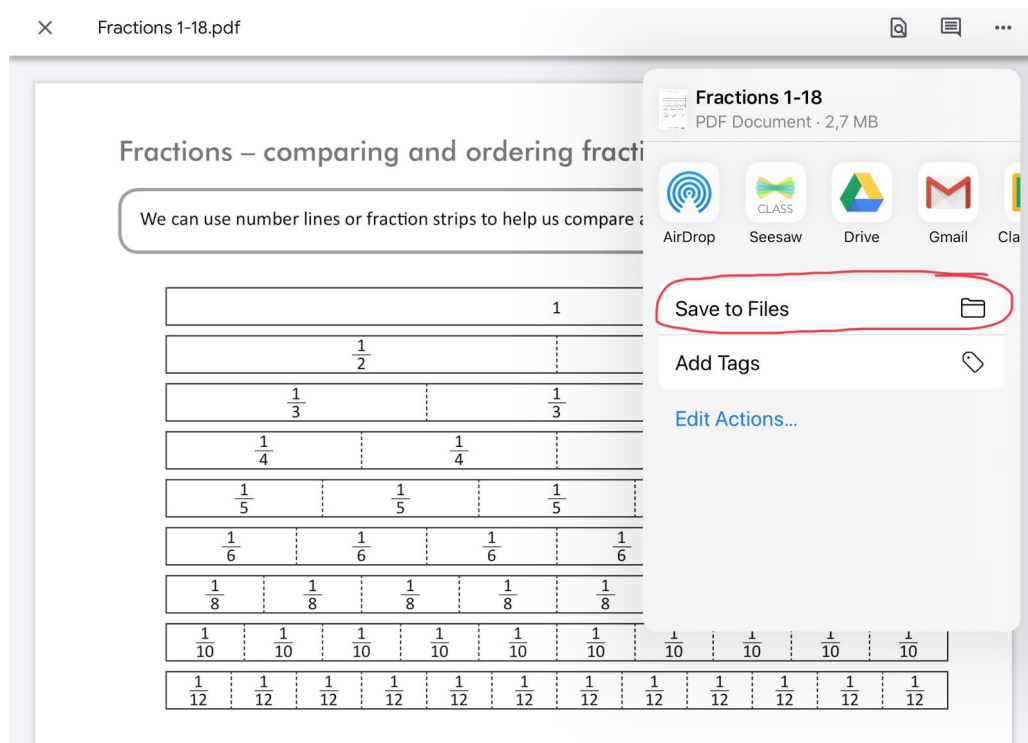 Fractions 1-18.pdf
Fractions 1-18
PDF Document · 2,7 MB
AirDrop
CLASS
Seesaw
Drive
Gmail
Cla
Save to Files
Add Tags
Edit Actions...
Fractions – comparing and ordering fracti
We can use number lines or fraction strips to help us compare a
1
1/2
1/3 1/3
1/4 1/4
1/5 1/5 1/5
1/6 1/6 1/6 1/6
1/8 1/8 1/8 1/8 1/8
1/10 1/10 1/10 1/10 1/10 1/10 1/10 1/10 1/10 1/10
1/12 1/12 1/12 1/12 1/12 1/12 1/12 1/12 1/12 1/12 1/12 1/12